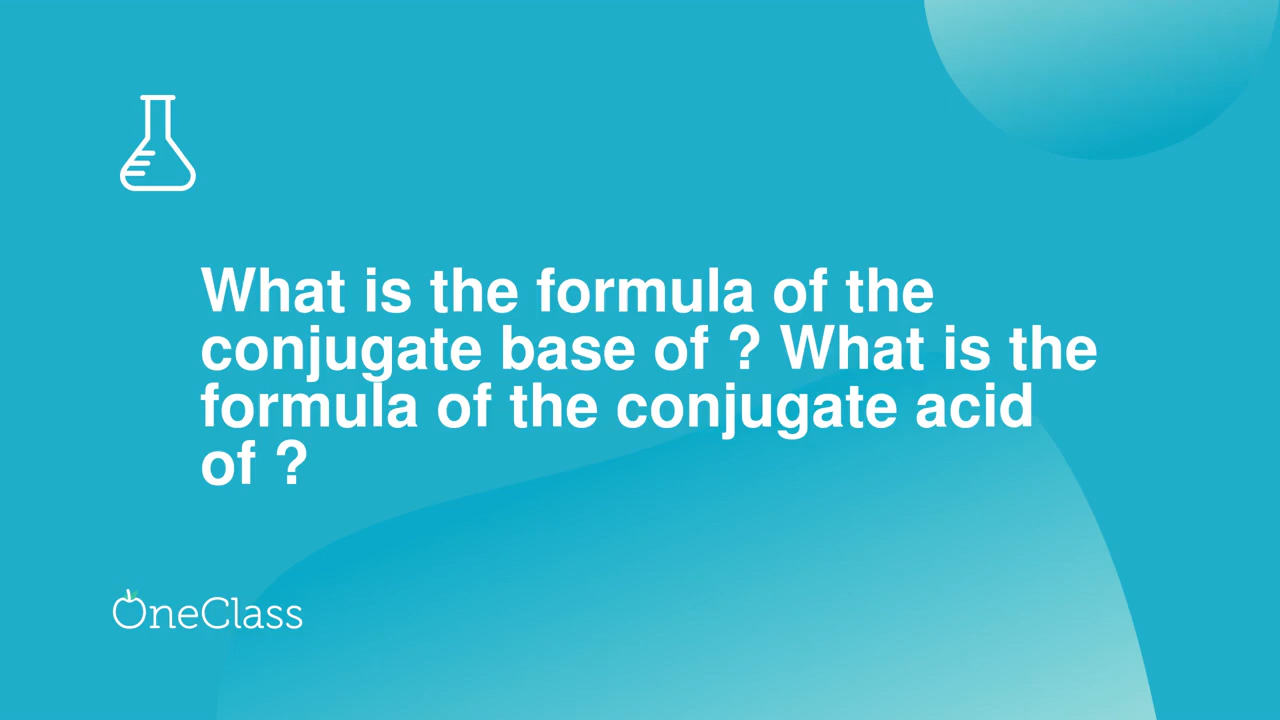 What is the formula of the
conjugate base of ? What is the
formula of the conjugate acid
of ?
OneClass